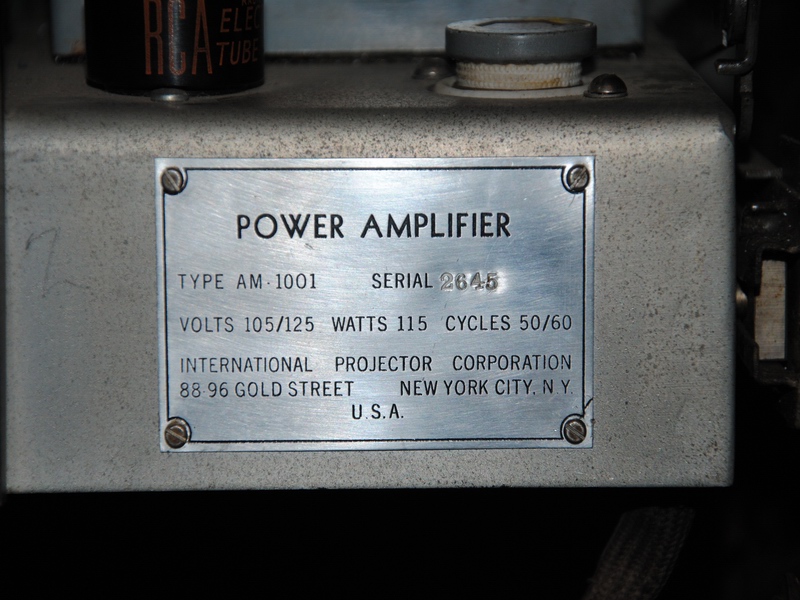 RCA
ELEC
TUBE
POWER AMPLIFIER
TYPE AM-1001 SERIAL 2645
VOLTS 105/125 WATTS 115 CYCLES 50/60
INTERNATIONAL PROJECTOR CORPORATION
88-96 GOLD STREET NEW YORK CITY, N.Y.
U.S.A.